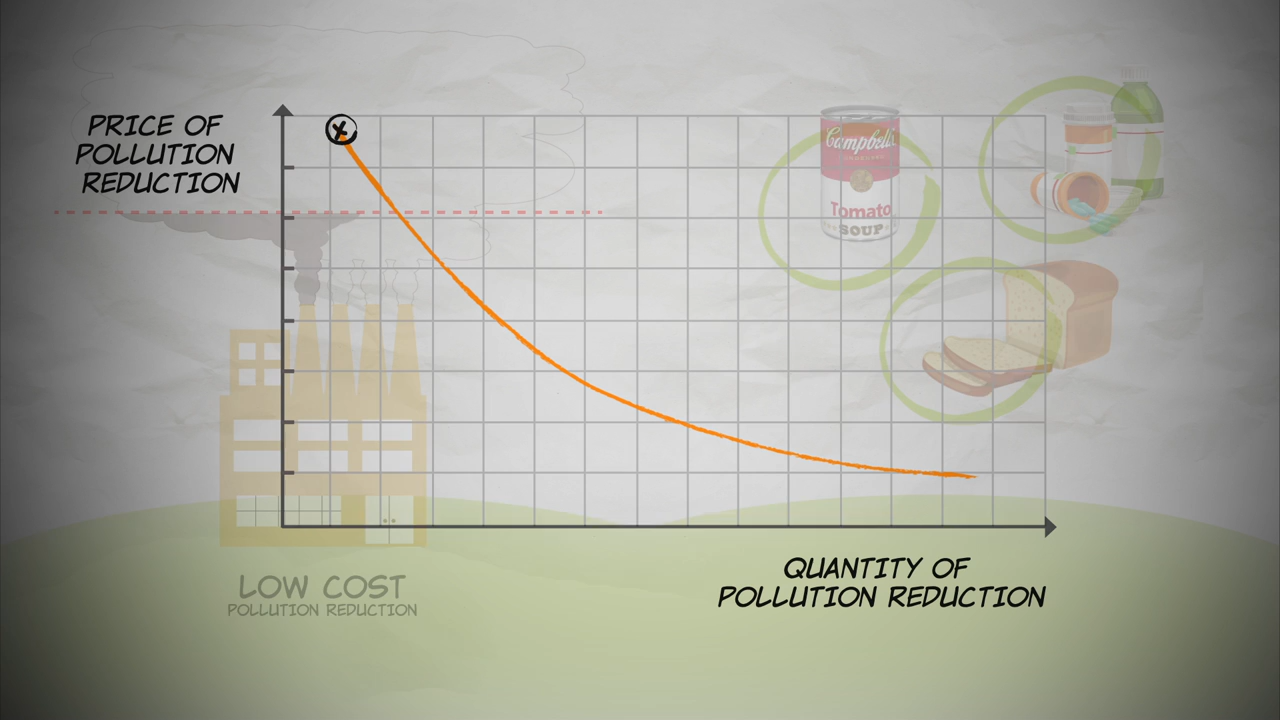 PRICE OF
POLLUTION
REDUCTION
X
Campbell's
Tomato
SOUP
QUANTITY OF
POLLUTION REDUCTION
LOW COST
POLLUTION REDUCTION